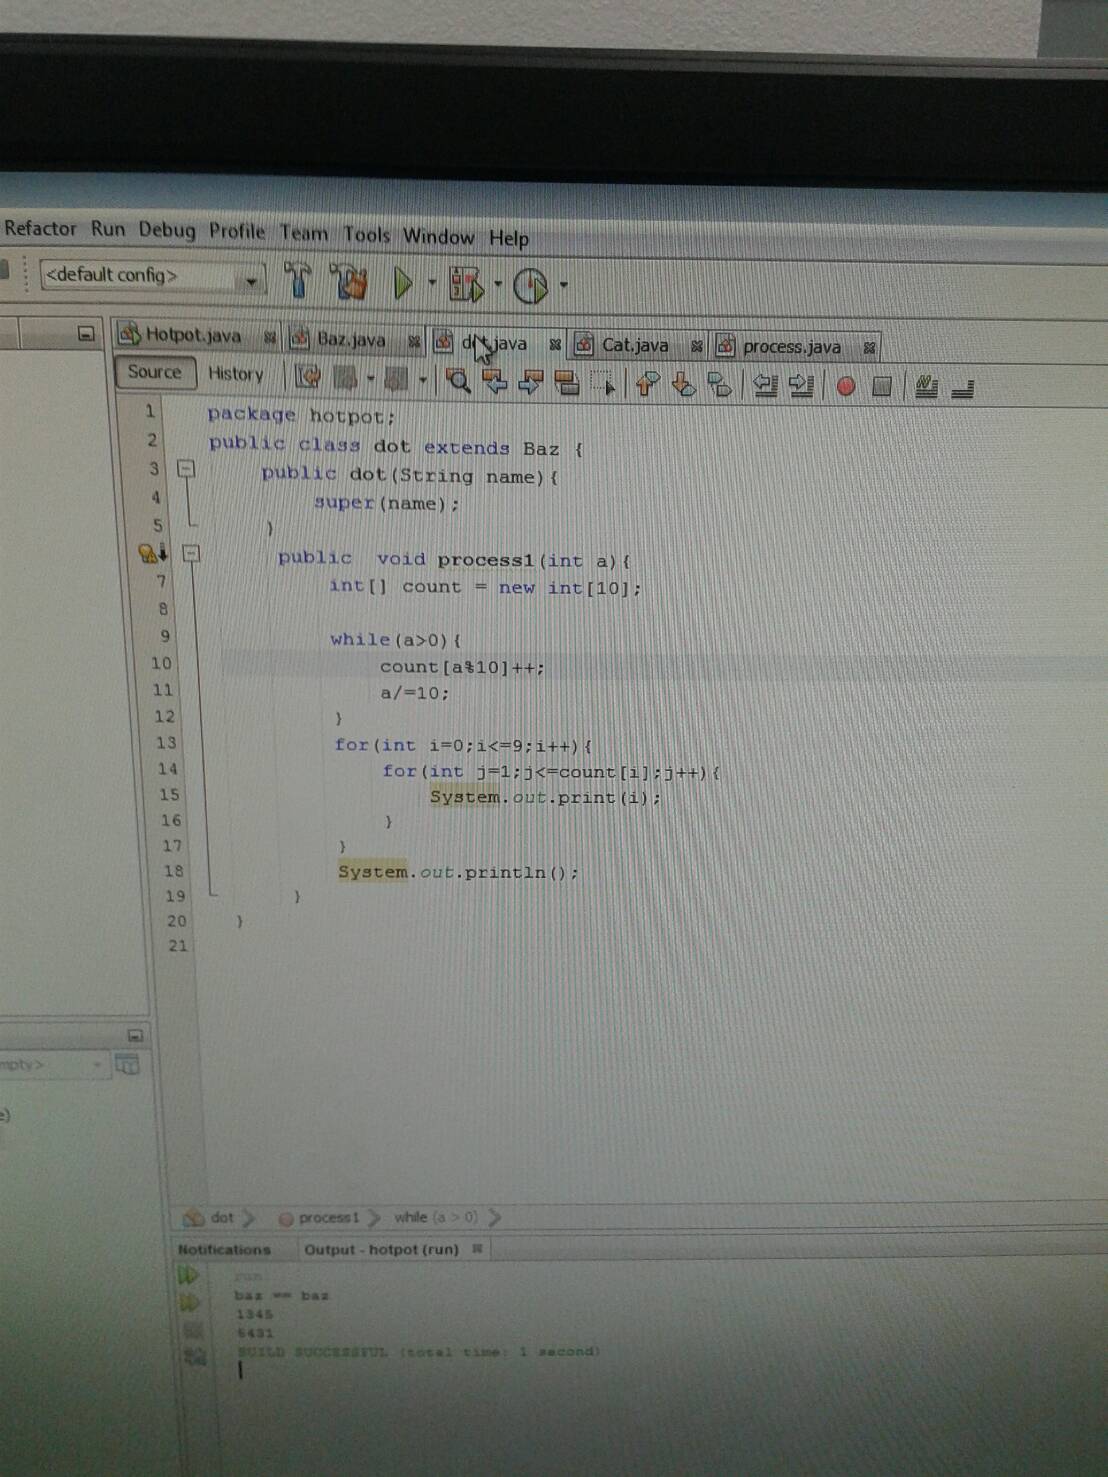 Refactor Run Debug Profile Team Tools Window Help
<default config>
Hotpot.java Baz.java dot.java Cat.java process.java
Source History
1 package hotpot;
2 public class dot extends Baz {
3 public dot(String name){
4 super(name);
5 }
public void process1(int a){
7 int[] count = new int[10];
8
9 while(a>0){
10 count[a%10]++;
11 a/=10;
12 }
13 for(int i=0;i<=9;i++){
14 for(int j=1;j<=count[i];j++){
15 System.out.print(i);
16 }
17 }
18 System.out.println();
19 }
20 }
21
dot process1 while (a > 0)
Notifications Output - hotpot (run)
run:
baz == baz
1345
5431
BUILD SUCCESSFUL (total time: 1 second)